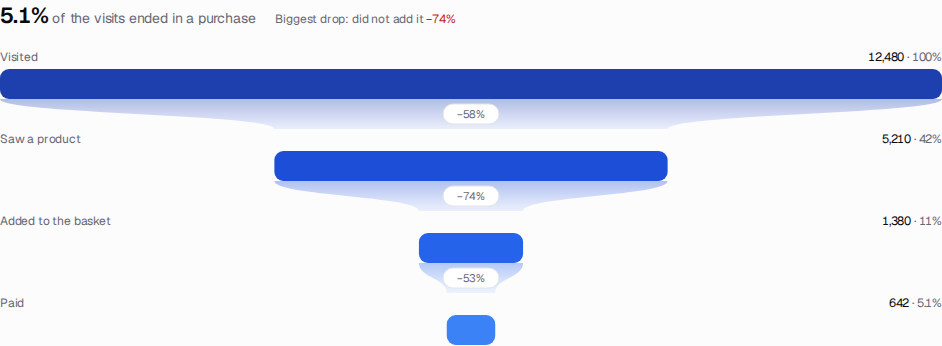 5.1% of the visits ended in a purchase Biggest drop: did not add it −74%
Visited 12,480 · 100%
−58%
Saw a product 5,210 · 42%
−74%
Added to the basket 1,380 · 11%
−53%
Paid 642 · 5.1%